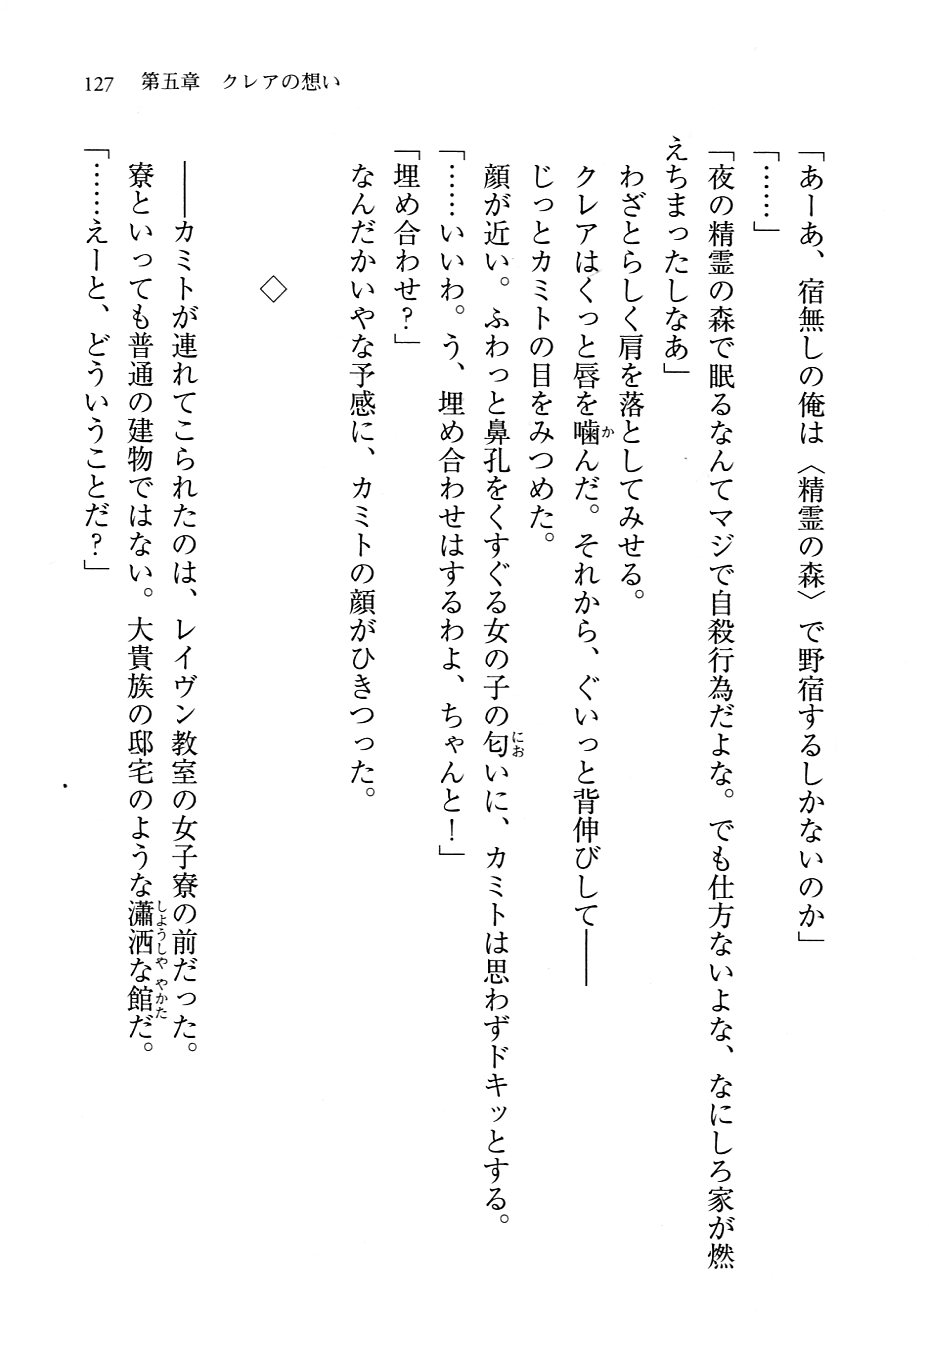 127　第五章　クレアの想い
「あーあ、宿無しの俺は〈精霊の森〉で野宿するしかないのか」
「……」
「夜の精霊の森で眠るなんてマジで自殺行為だよな。でも仕方ないよな、なにしろ家が燃
えちまったしなあ」
わざとらしく肩を落としてみせる。
クレアはくっと唇を噛んだ。それから、ぐいっと背伸びして――
じっとカミトの目をみつめた。
顔が近い。ふわっと鼻孔をくすぐる女の子の匂いに、カミトは思わずドキッとする。
「……いいわ。う、埋め合わせはするわよ、ちゃんと！」
「埋め合わせ？」
なんだかいやな予感に、カミトの顔がひきつった。
◇
――カミトが連れてこられたのは、レイヴン教室の女子寮の前だった。
寮といっても普通の建物ではない。大貴族の邸宅のような瀟洒な館だ。
「……えーと、どういうことだ？」